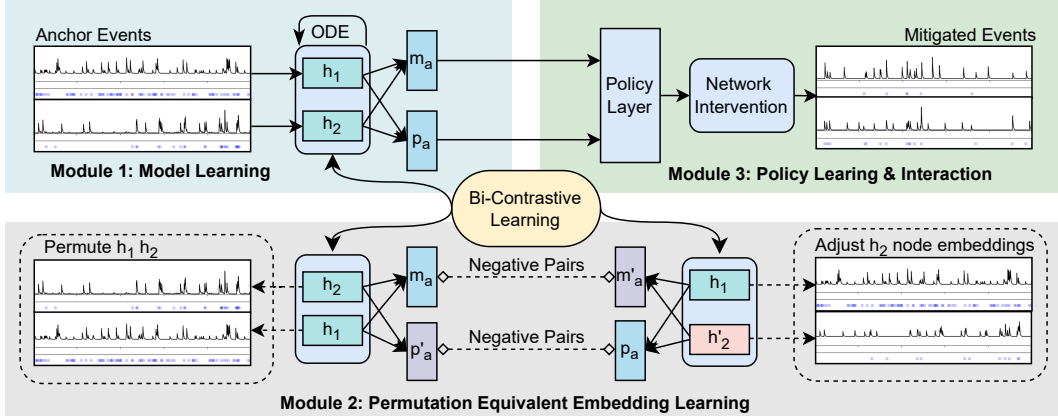 Anchor Events
ODE
h1
h2
ma
pa
Module 1: Model Learning
Policy
Layer
Network
Intervention
Mitigated Events
Module 3: Policy Learing & Interaction
Bi-Contrastive
Learning
Permute h1 h2
h2
h1
ma
p'a
Negative Pairs
Negative Pairs
m'a
pa
h1
h'2
Adjust h2 node embeddings
Module 2: Permutation Equivalent Embedding Learning